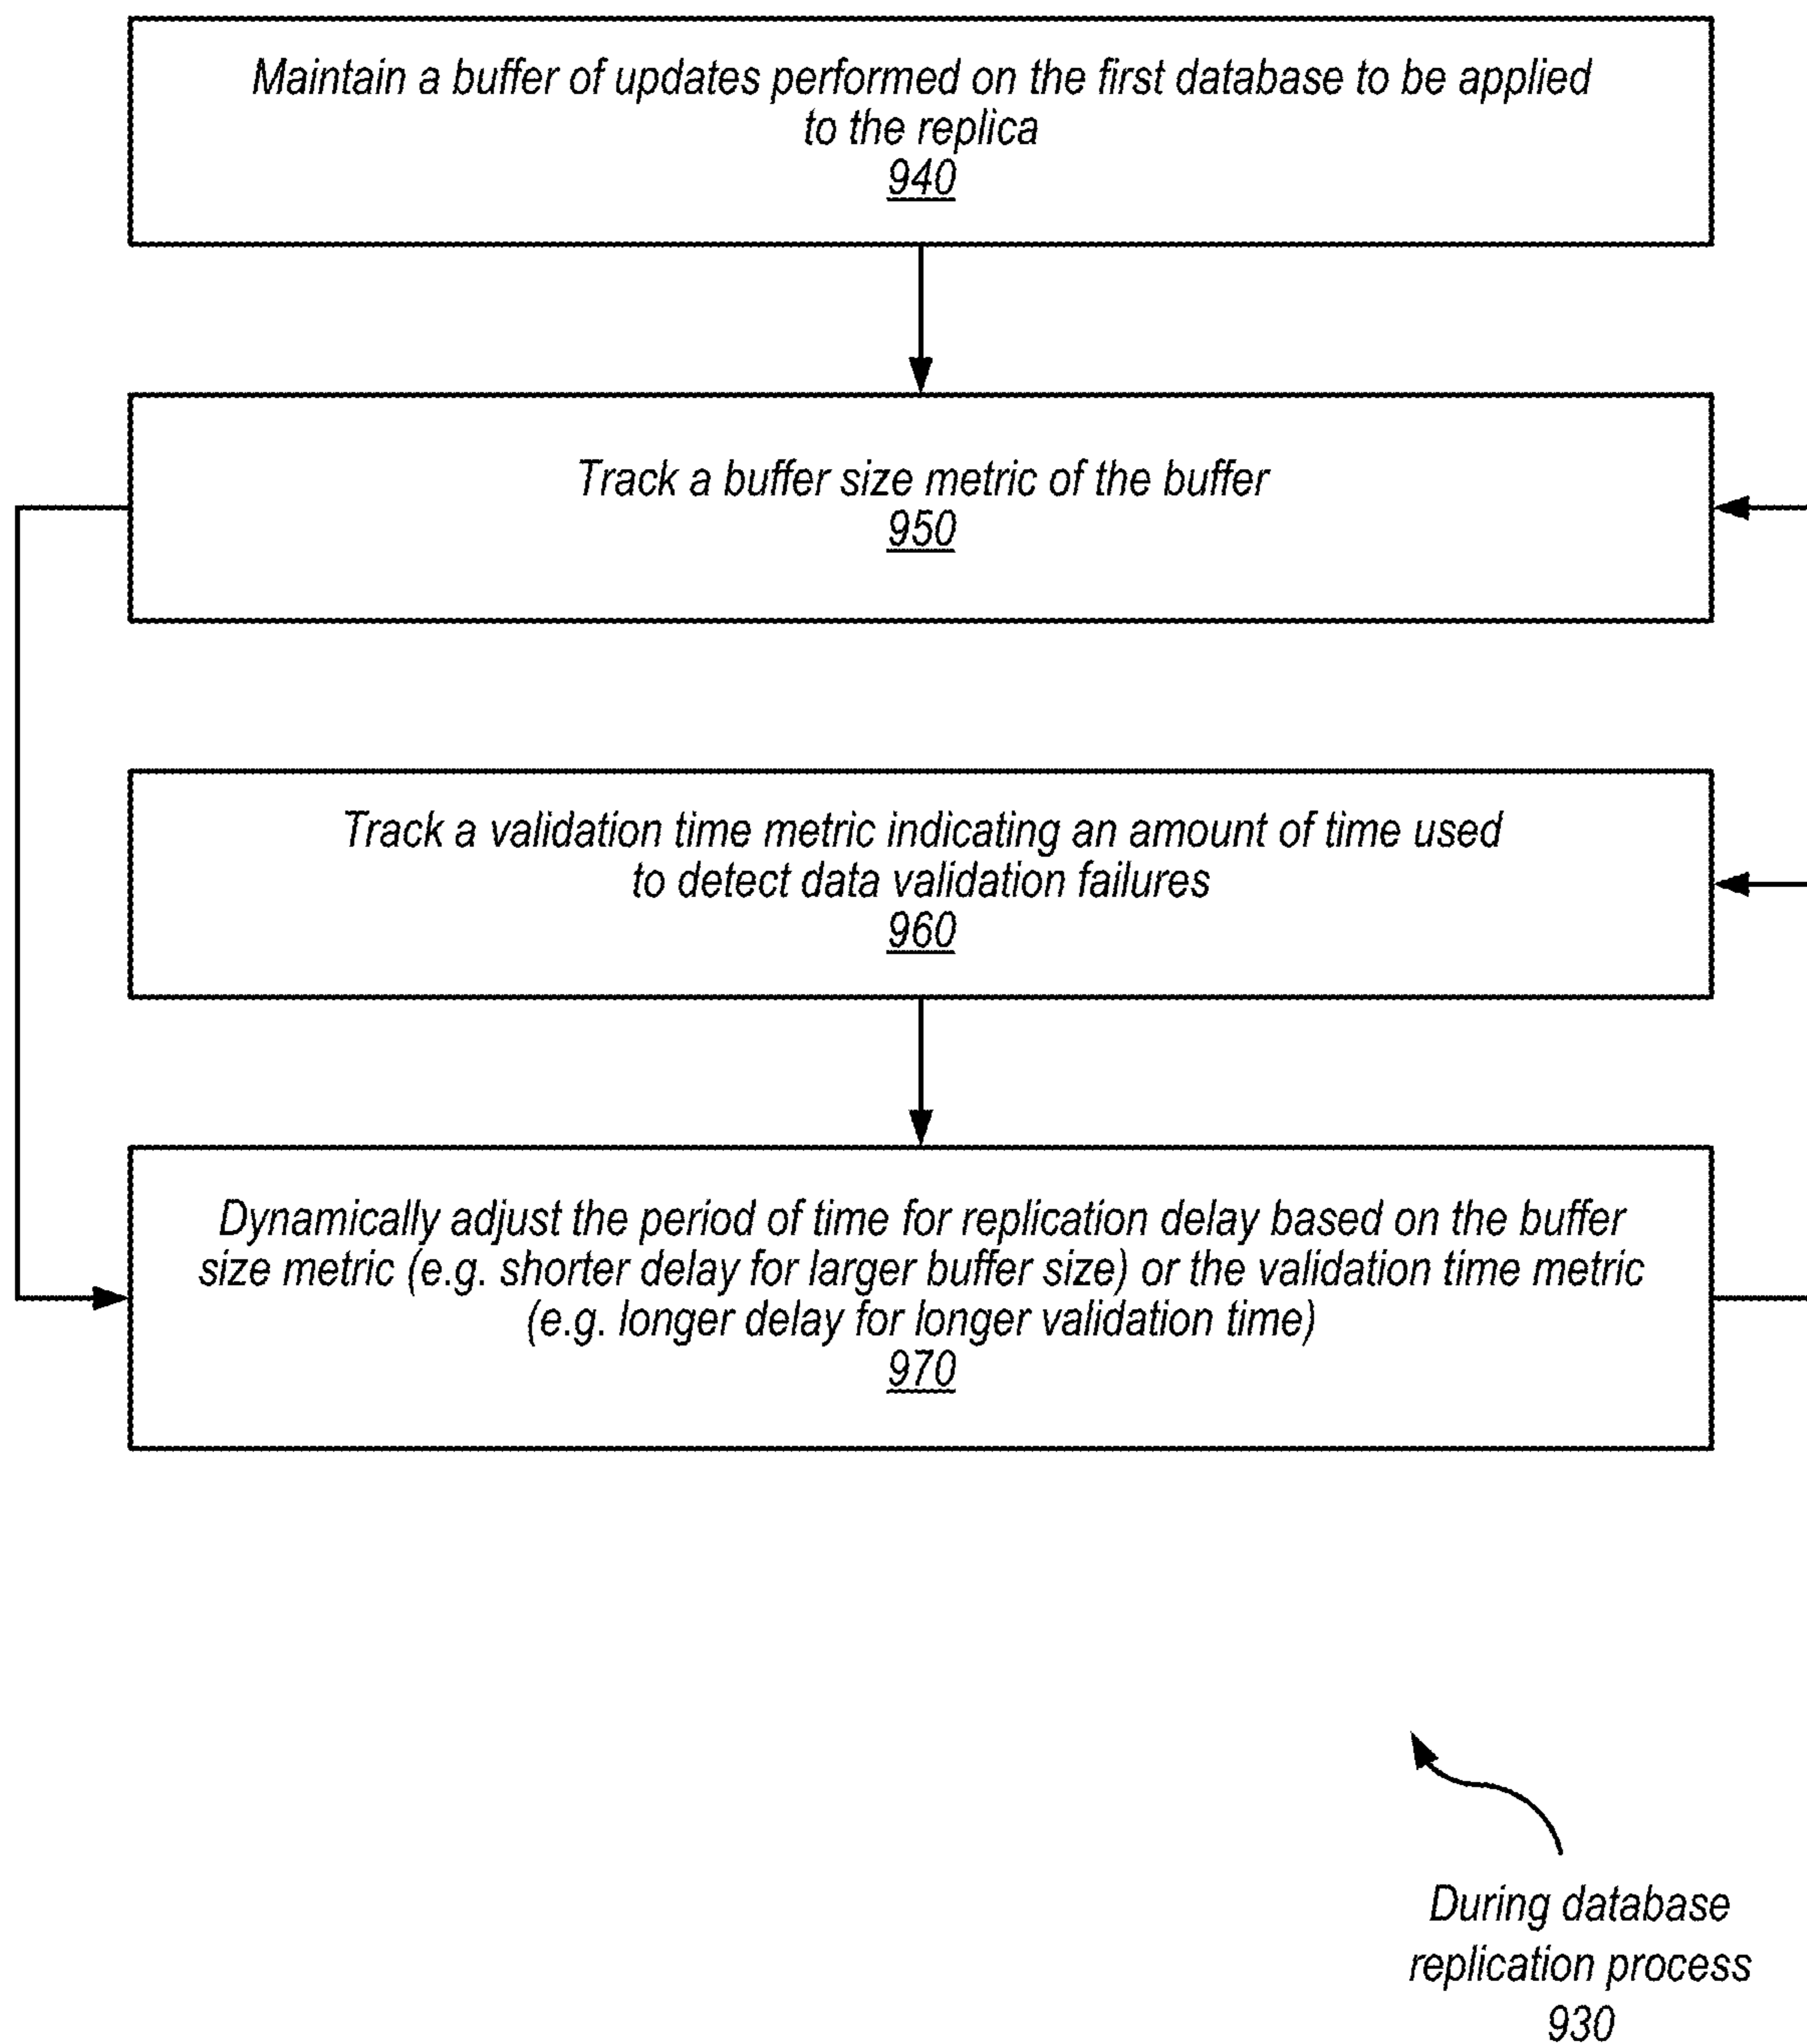 Maintain a buffer of updates performed on the first database to be applied
to the replica
940
Track a buffer size metric of the buffer
950
Track a validation time metric indicating an amount of time used
to detect data validation failures
960
Dynamically adjust the period of time for replication delay based on the buffer
size metric (e.g. shorter delay for larger buffer size) or the validation time metric
(e.g. longer delay for longer validation time)
970
During database
replication process
930